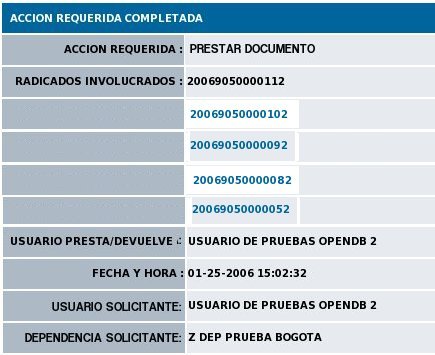 ACCION REQUERIDA COMPLETADA
ACCION REQUERIDA : PRESTAR DOCUMENTO
RADICADOS INVOLUCRADOS : 20069050000112
20069050000102
20069050000092
20069050000082
20069050000052
USUARIO PRESTA/DEVUELVE : USUARIO DE PRUEBAS OPENDB 2
FECHA Y HORA : 01-25-2006 15:02:32
USUARIO SOLICITANTE: USUARIO DE PRUEBAS OPENDB 2
DEPENDENCIA SOLICITANTE: Z DEP PRUEBA BOGOTA